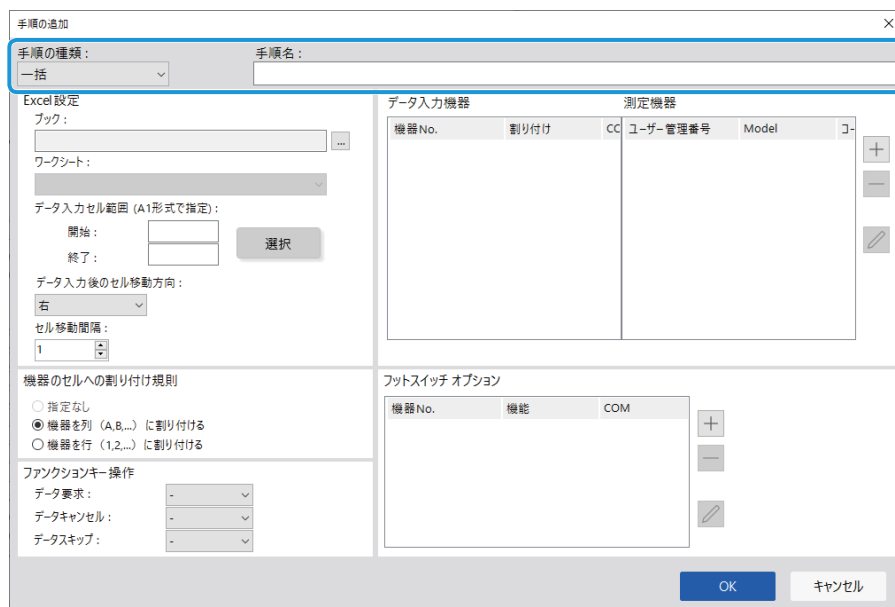 手順の追加
手順の種類：
手順名：
一括
Excel設定
ブック：
...
ワークシート：
データ入力セル範囲 (A1形式で指定)：
開始：
終了：
選択
データ入力後のセル移動方向：
右
セル移動間隔：
1
機器のセルへの割り付け規則
指定なし
機器を列 （A,B,...）に割り付ける
機器を行 （1,2,...）に割り付ける
ファンクションキー操作
データ要求： -
データキャンセル： -
データスキップ： -
データ入力機器
機器No. 割り付け CC
測定機器
ユーザー管理番号 Model コー
フットスイッチ オプション
機器No. 機能 COM
OK キャンセル